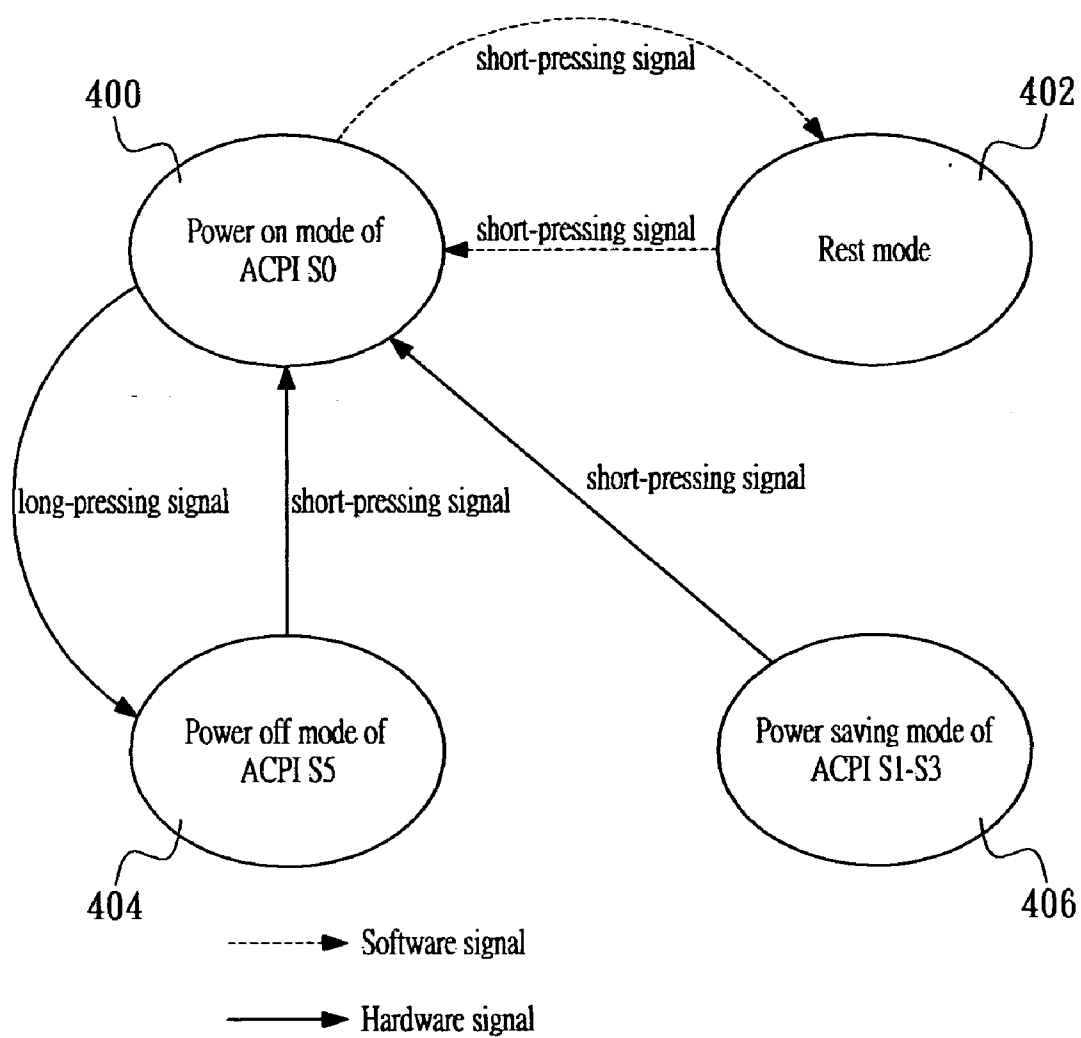 short-pressing signal
400
402
Power on mode of
ACPI S0
short-pressing signal
Rest mode
long-pressing signal
short-pressing signal
short-pressing signal
Power off mode of
ACPI S5
Power saving mode of
ACPI S1-S3
404
406
Software signal
Hardware signal